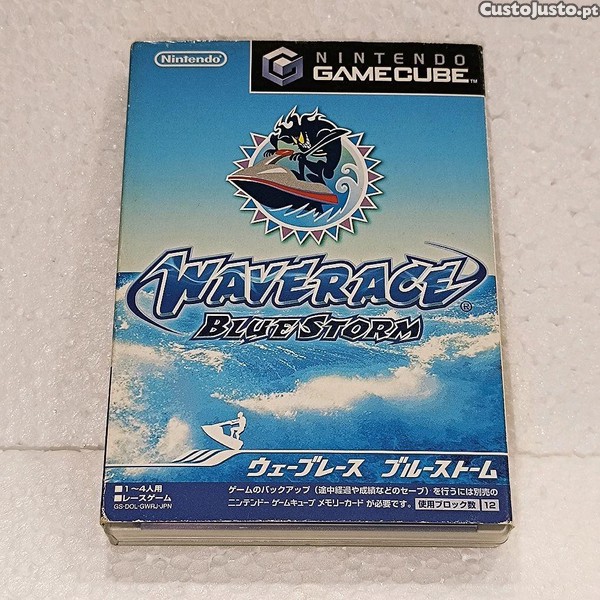 CustoJusto.pt
Nintendo
NINTENDO
GAMECUBE™
WAVE RACE®
BLUE STORM
ウェーブレース ブルーストーム
■1〜4人用
■レースゲーム
GS-DOL-GWRJ-JPN
ゲームのバックアップ（途中経過や成績などのセーブ）を行うには別売の
ニンテンドーゲームキューブ メモリーカード が必要です。 使用ブロック数 12